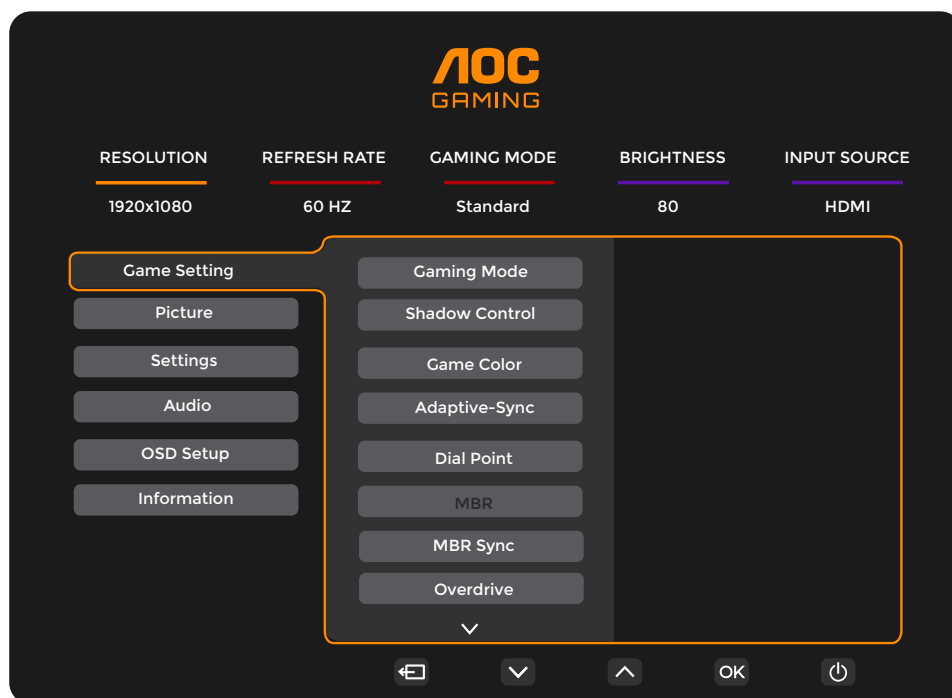 AOC
GAMING
RESOLUTION REFRESH RATE GAMING MODE BRIGHTNESS INPUT SOURCE
1920x1080 60 HZ Standard 80 HDMI
Game Setting
Picture
Settings
Audio
OSD Setup
Information
Gaming Mode
Shadow Control
Game Color
Adaptive-Sync
Dial Point
MBR
MBR Sync
Overdrive
OK